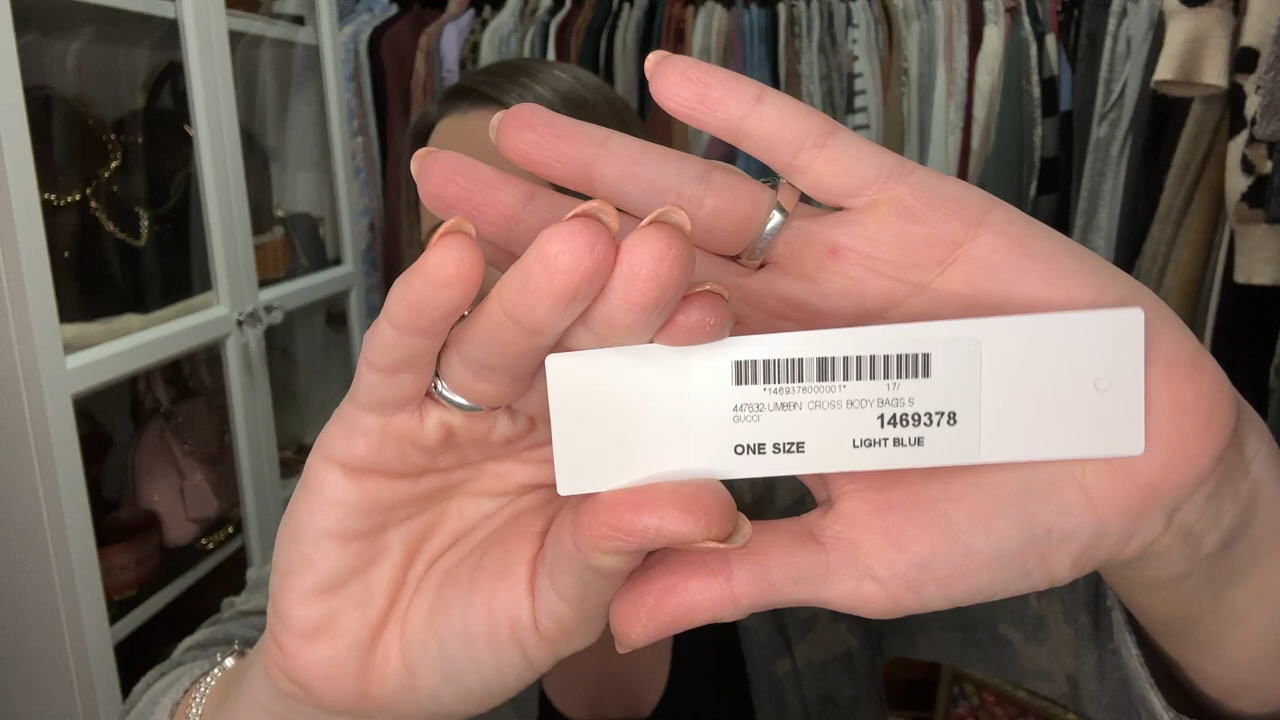 *1469378000001* 17/
447632-UM8BN CROSS BODY BAGS S
GUCCI
1469378
ONE SIZE LIGHT BLUE